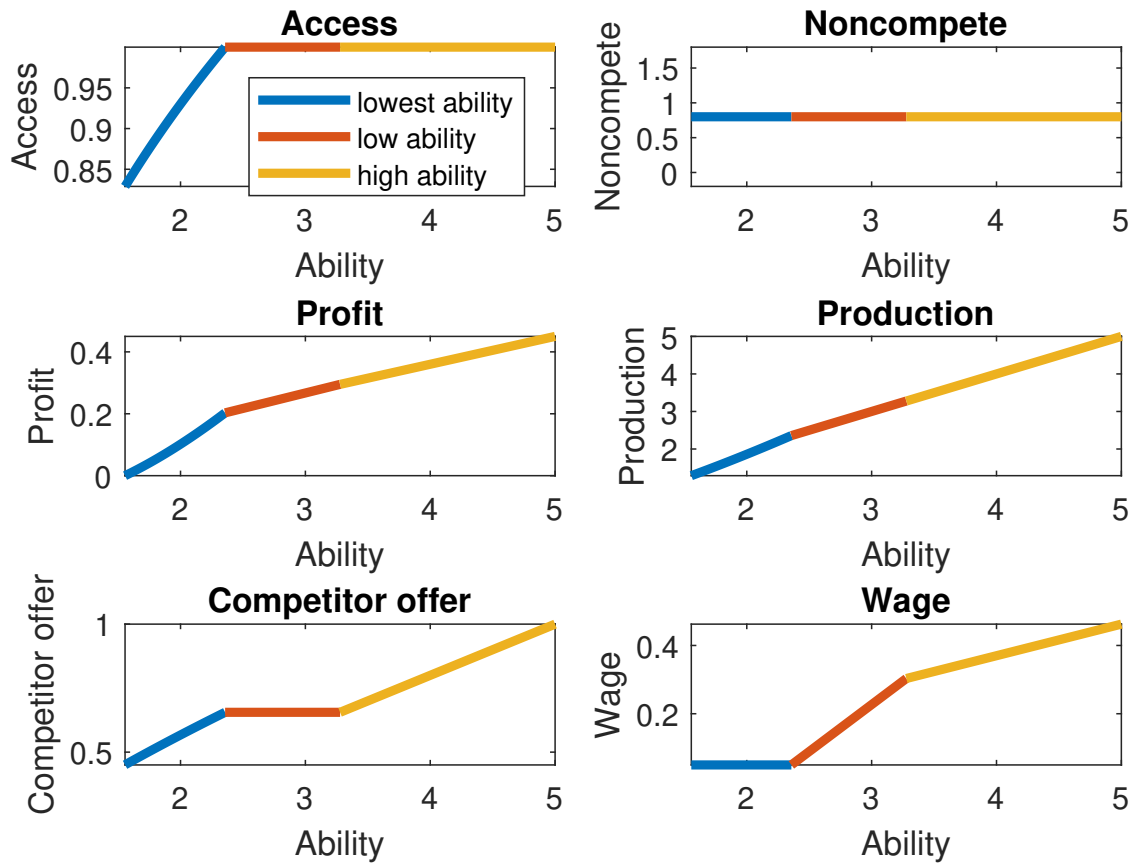 Access
Access
0.95
0.9
0.85
lowest ability
low ability
high ability
2 3 4 5
Ability
Noncompete
Noncompete
1.5
1
0.5
0
2 3 4 5
Ability
Profit
Profit
0.4
0.2
0
2 3 4 5
Ability
Production
Production
5
4
3
2
2 3 4 5
Ability
Competitor offer
Competitor offer
1
0.5
2 3 4 5
Ability
Wage
Wage
0.4
0.2
2 3 4 5
Ability